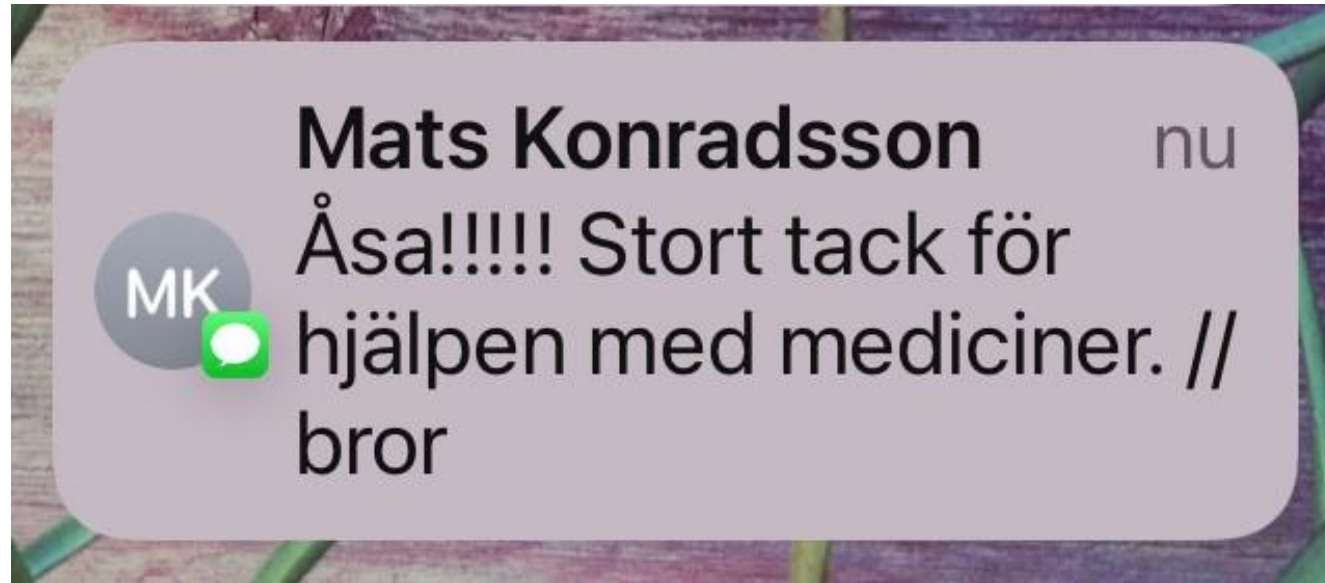 Mats Konradsson nu
Åsa!!!!! Stort tack för
MK
hjälpen med mediciner. //
bror